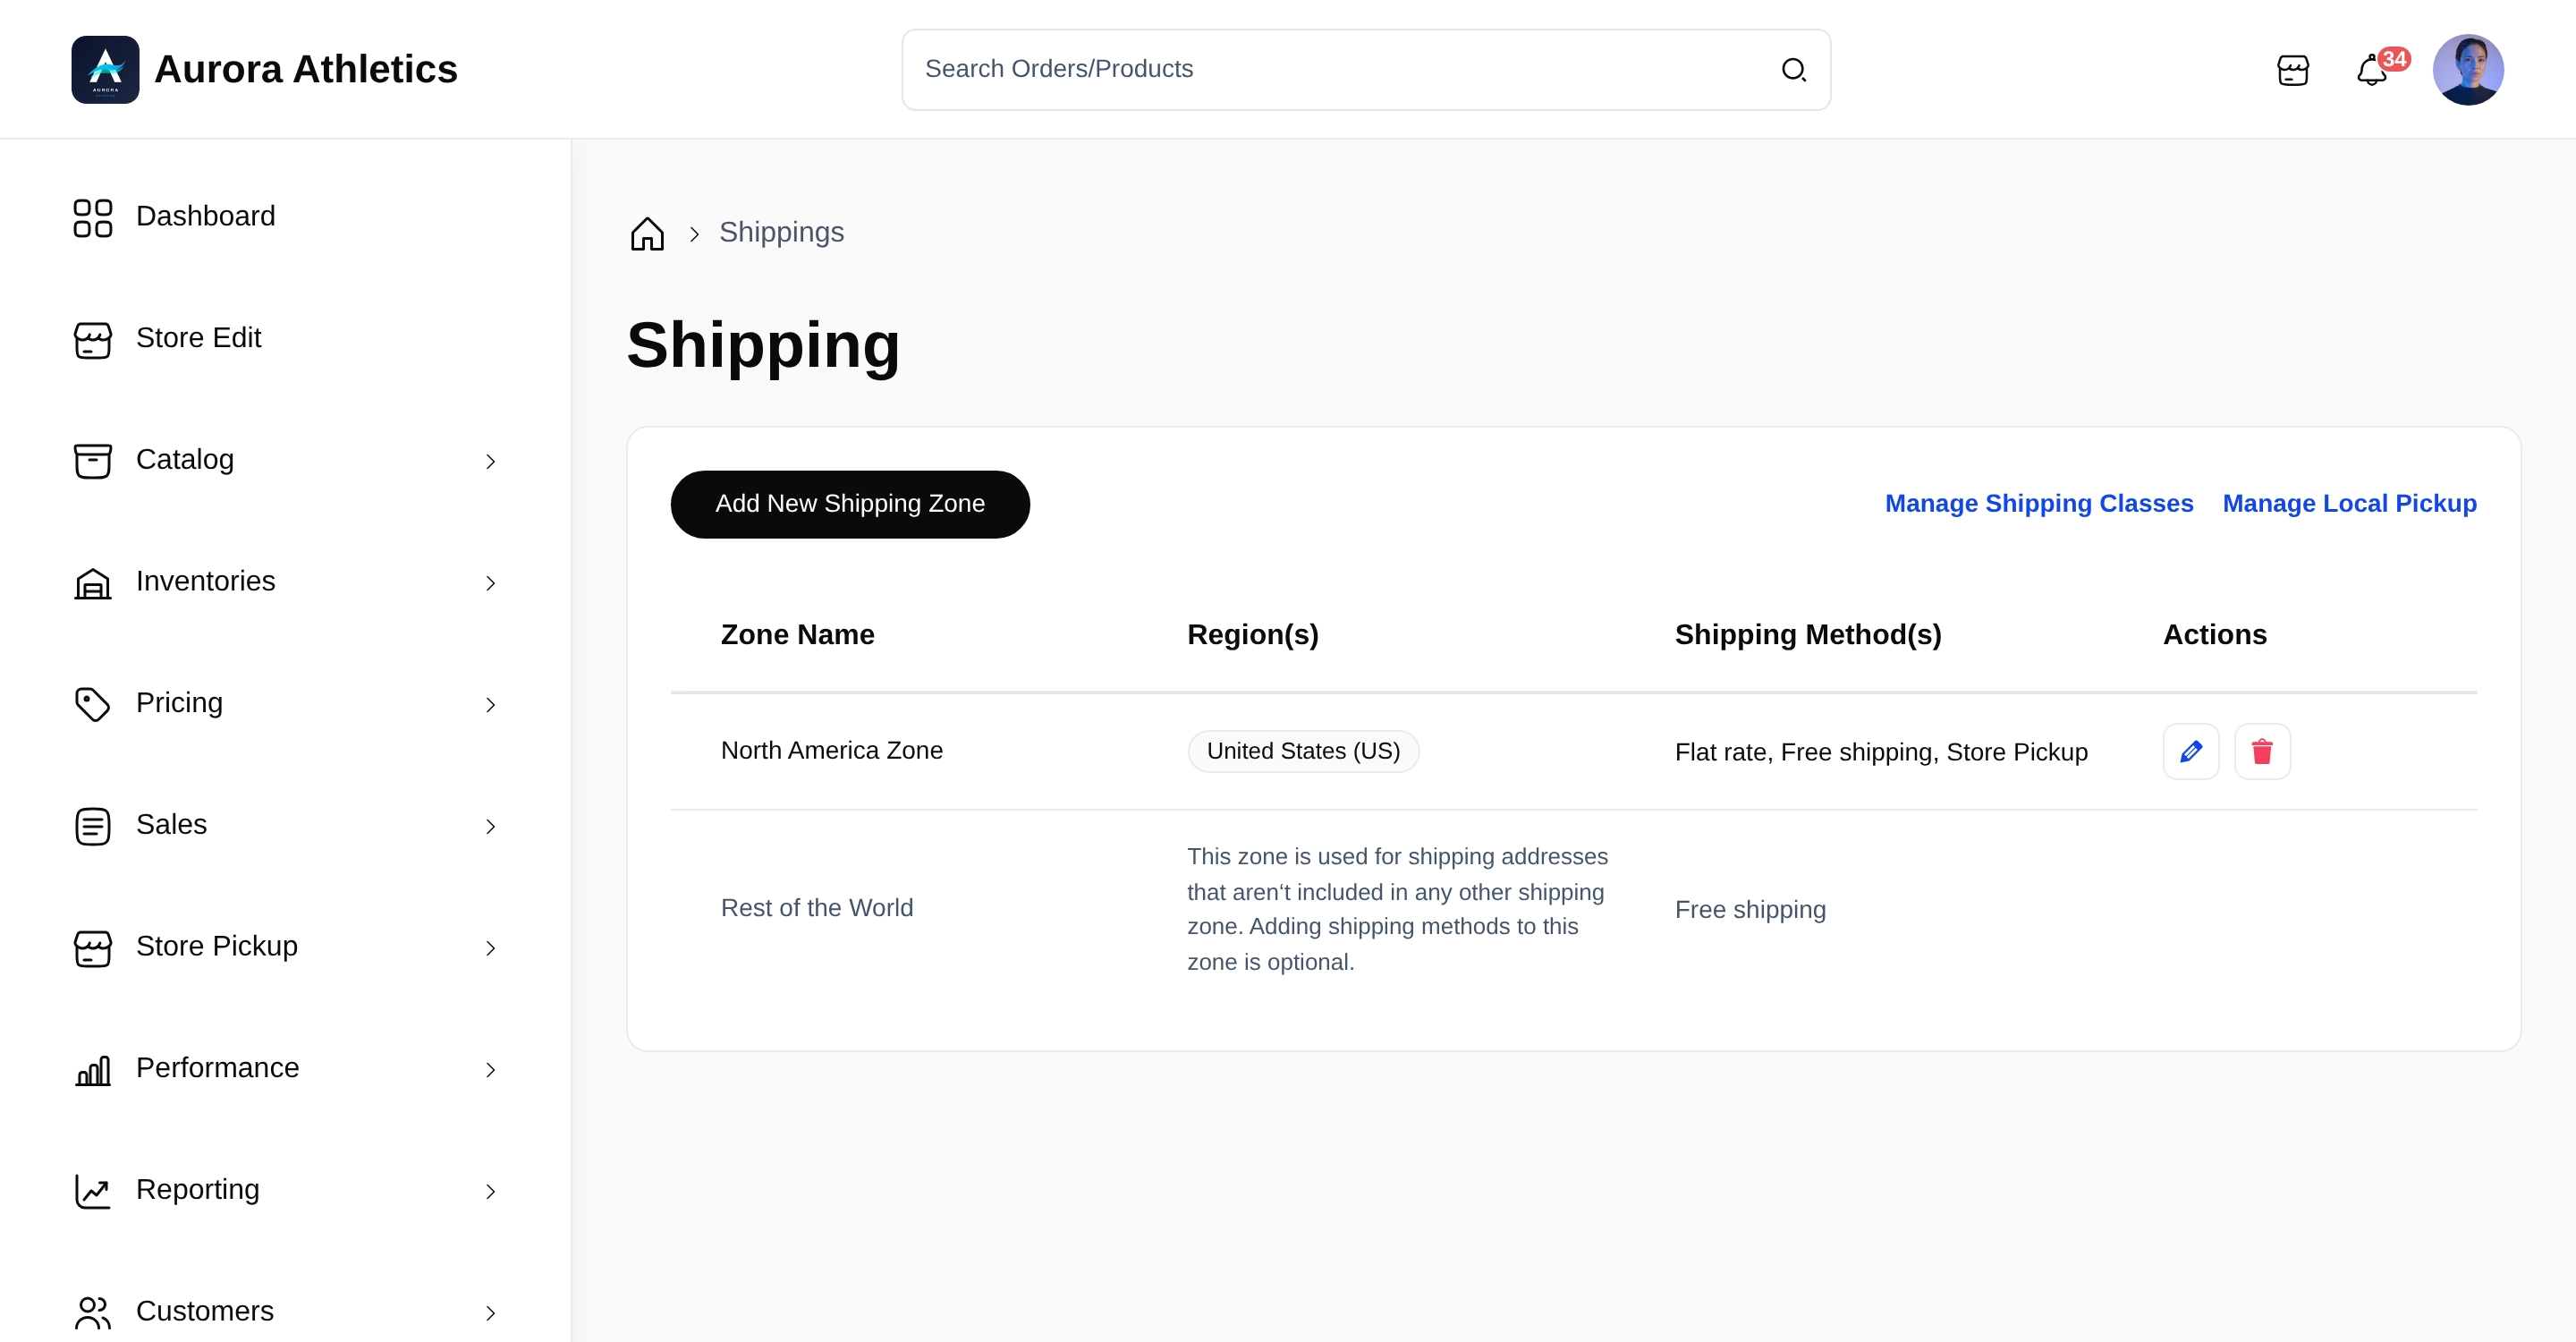 AURORA
Aurora Athletics
Search Orders/Products
34
Dashboard
Store Edit
Catalog
Inventories
Pricing
Sales
Store Pickup
Performance
Reporting
Customers
Shippings
Shipping
Add New Shipping Zone
Manage Shipping Classes
Manage Local Pickup
Zone Name
Region(s)
Shipping Method(s)
Actions
North America Zone
United States (US)
Flat rate, Free shipping, Store Pickup
Rest of the World
This zone is used for shipping addresses
that aren‘t included in any other shipping
zone. Adding shipping methods to this
zone is optional.
Free shipping